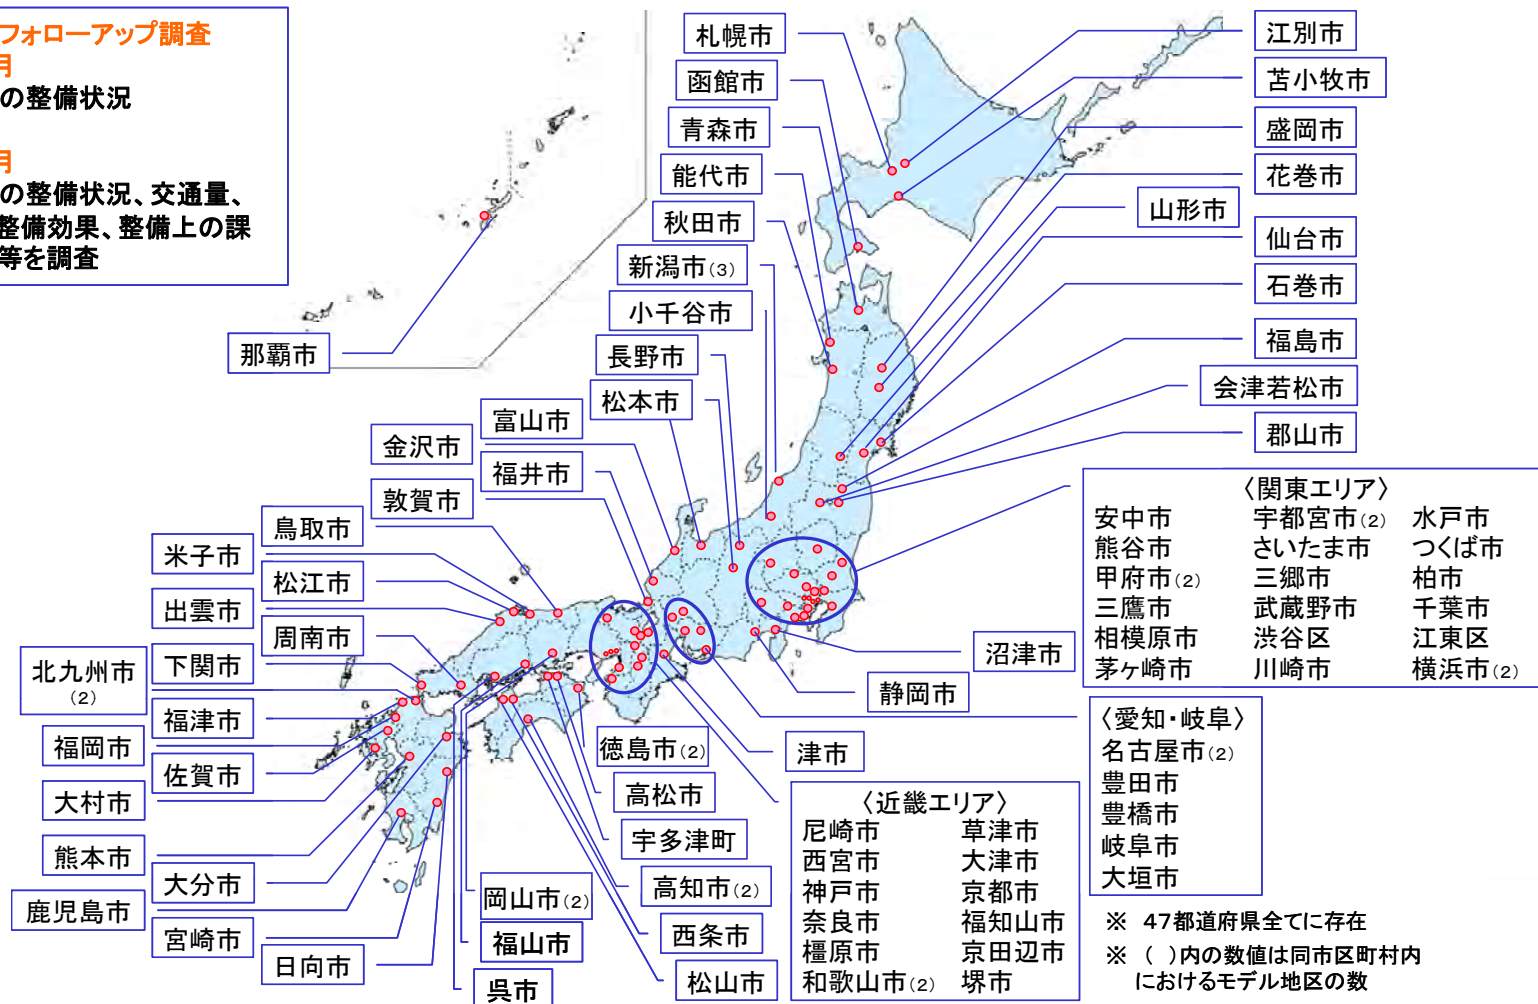 フォローアップ調査
月
の整備状況
月
の整備状況、交通量、
整備効果、整備上の課
等を調査
札幌市
函館市
青森市
能代市
秋田市
新潟市(3)
小千谷市
長野市
松本市
富山市
金沢市
福井市
敦賀市
鳥取市
米子市
松江市
出雲市
周南市
下関市
北九州市
(2)
福津市
福岡市
佐賀市
大村市
熊本市
大分市
鹿児島市
宮崎市
日向市
那覇市
江別市
苫小牧市
盛岡市
花巻市
山形市
仙台市
石巻市
福島市
会津若松市
郡山市
〈関東エリア〉
安中市 宇都宮市(2) 水戸市
熊谷市 さいたま市 つくば市
甲府市(2) 三郷市 柏市
三鷹市 武蔵野市 千葉市
相模原市 渋谷区 江東区
茅ヶ崎市 川崎市 横浜市(2)
沼津市
静岡市
〈愛知・岐阜〉
名古屋市(2)
豊田市
豊橋市
岐阜市
大垣市
津市
〈近畿エリア〉
尼崎市 草津市
西宮市 大津市
神戸市 京都市
奈良市 福知山市
橿原市 京田辺市
和歌山市(2) 堺市
徳島市(2)
高松市
宇多津町
高知市(2)
西条市
松山市
岡山市(2)
福山市
呉市
※ 47都道府県全てに存在
※ ( )内の数値は同市区町村内
におけるモデル地区の数